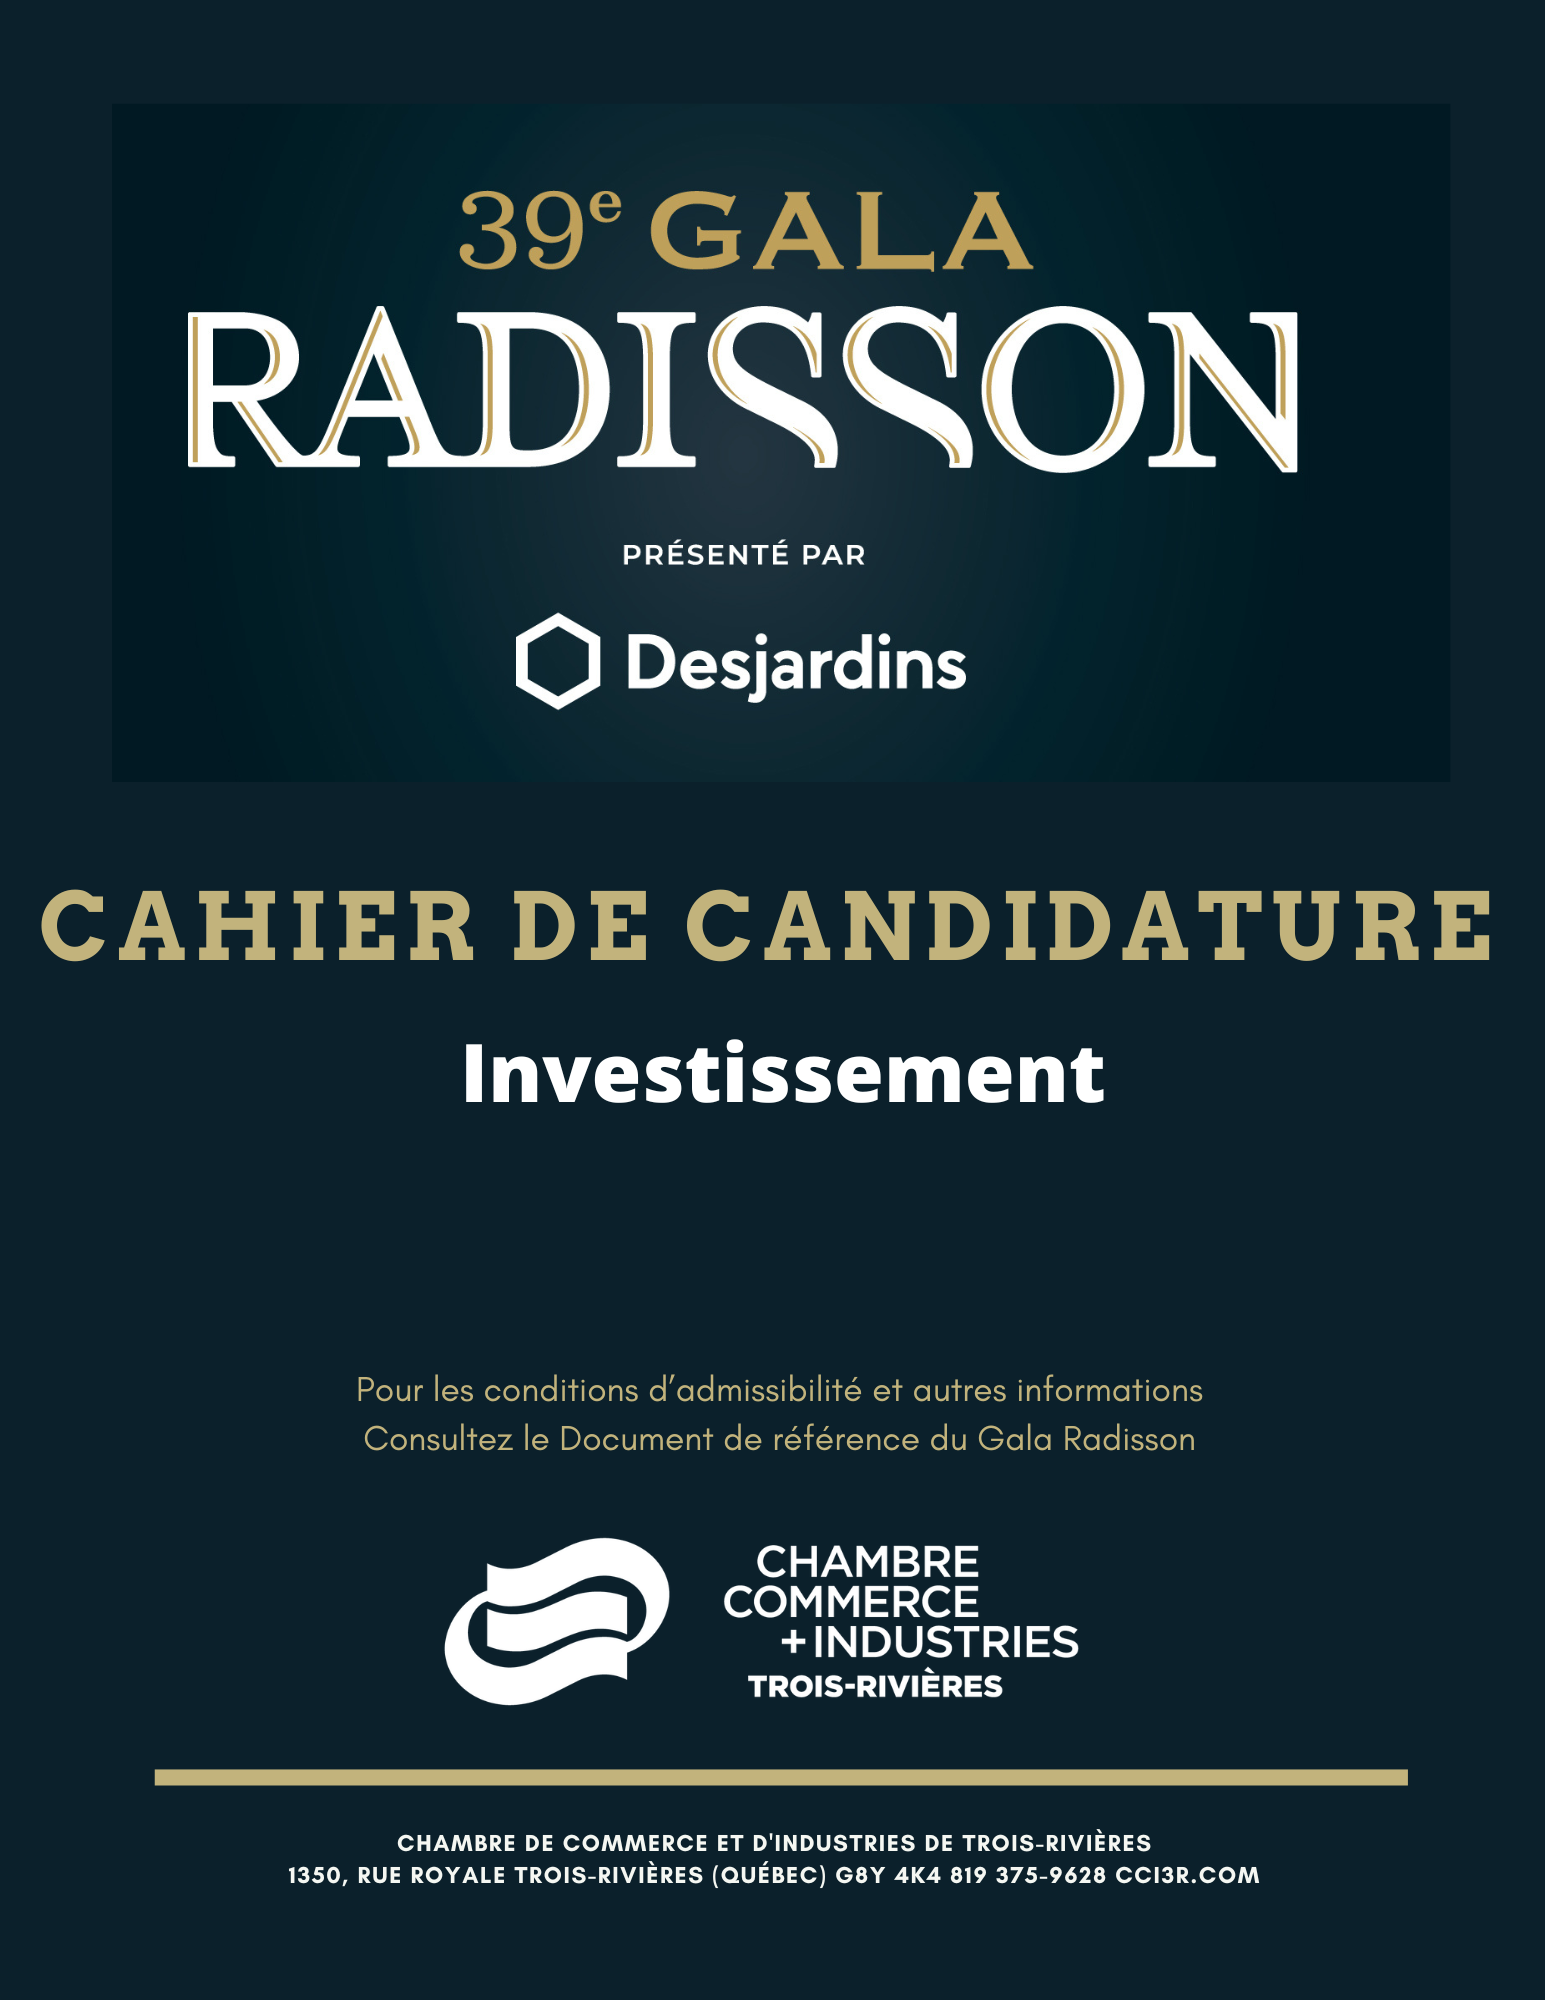 39e GALA
RADISSON
PRÉSENTÉ PAR
Desjardins
CAHIER DE CANDIDATURE
Investissement
Pour les conditions d’admissibilité et autres informations
Consultez le Document de référence du Gala Radisson
CHAMBRE
COMMERCE
+INDUSTRIES
TROIS-RIVIÈRES
CHAMBRE DE COMMERCE ET D'INDUSTRIES DE TROIS-RIVIÈRES
1350, RUE ROYALE TROIS-RIVIÈRES (QUÉBEC) G8Y 4K4 819 375-9628 CCI3R.COM